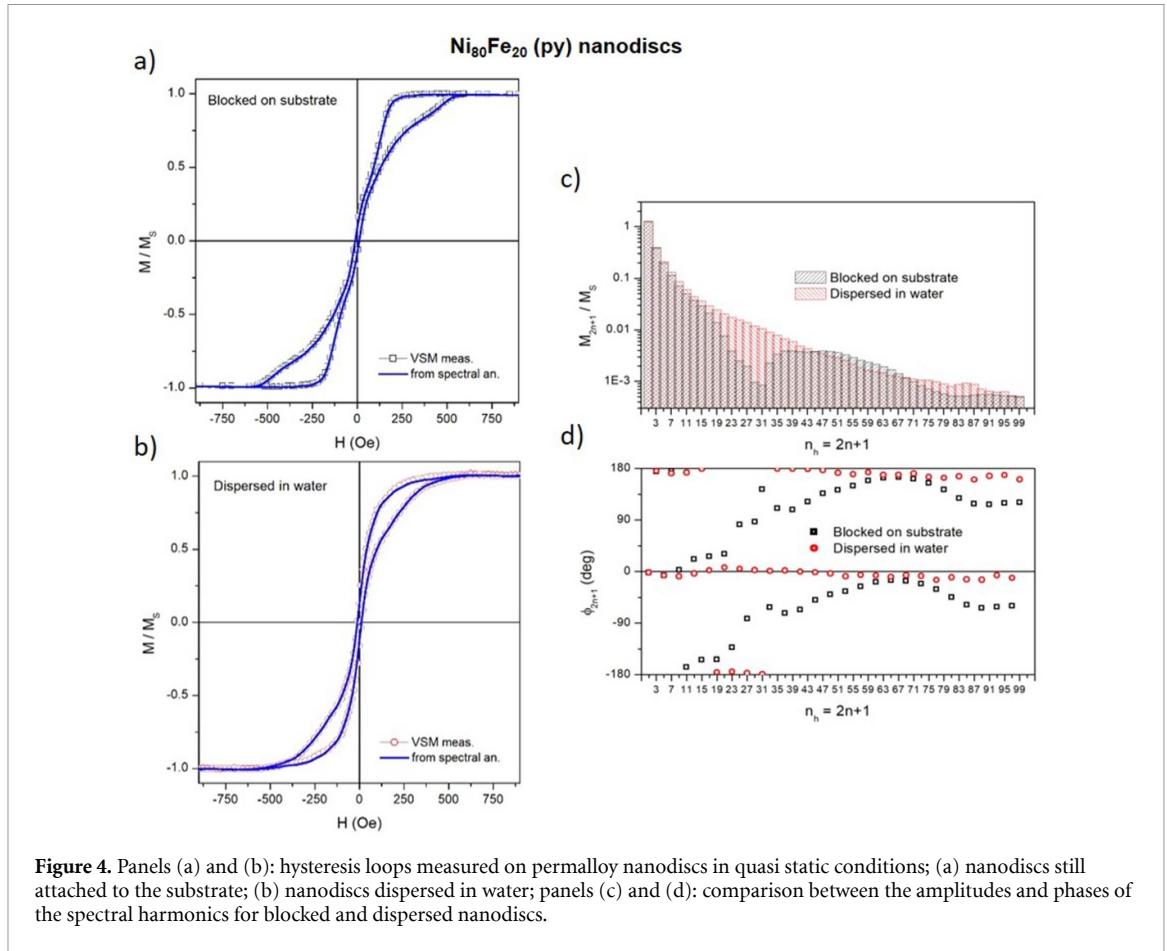 Ni80Fe20 (py) nanodiscs
a)
Blocked on substrate
1.0
0.5
0.0
-0.5
-1.0
M / MS
VSM meas.
from spectral an.
-750 -500 -250 0 250 500 750
H (Oe)
b)
Dispersed in water
1.0
0.5
0.0
-0.5
-1.0
M / MS
VSM meas.
from spectral an.
-750 -500 -250 0 250 500 750
H (Oe)
c)
1
0.1
0.01
1E-3
M2n+1 / MS
Blocked on substrate
Dispersed in water
3 7 11 15 19 23 27 31 35 39 43 47 51 55 59 63 67 71 75 79 83 87 91 95 99
nh = 2n+1
d)
180
90
0
-90
-180
ϕ2n+1 (deg)
Blocked on substrate
Dispersed in water
3 7 11 15 19 23 27 31 35 39 43 47 51 55 59 63 67 71 75 79 83 87 91 95 99
nh = 2n+1
Figure 4. Panels (a) and (b): hysteresis loops measured on permalloy nanodiscs in quasi static conditions; (a) nanodiscs still
attached to the substrate; (b) nanodiscs dispersed in water; panels (c) and (d): comparison between the amplitudes and phases of
the spectral harmonics for blocked and dispersed nanodiscs.